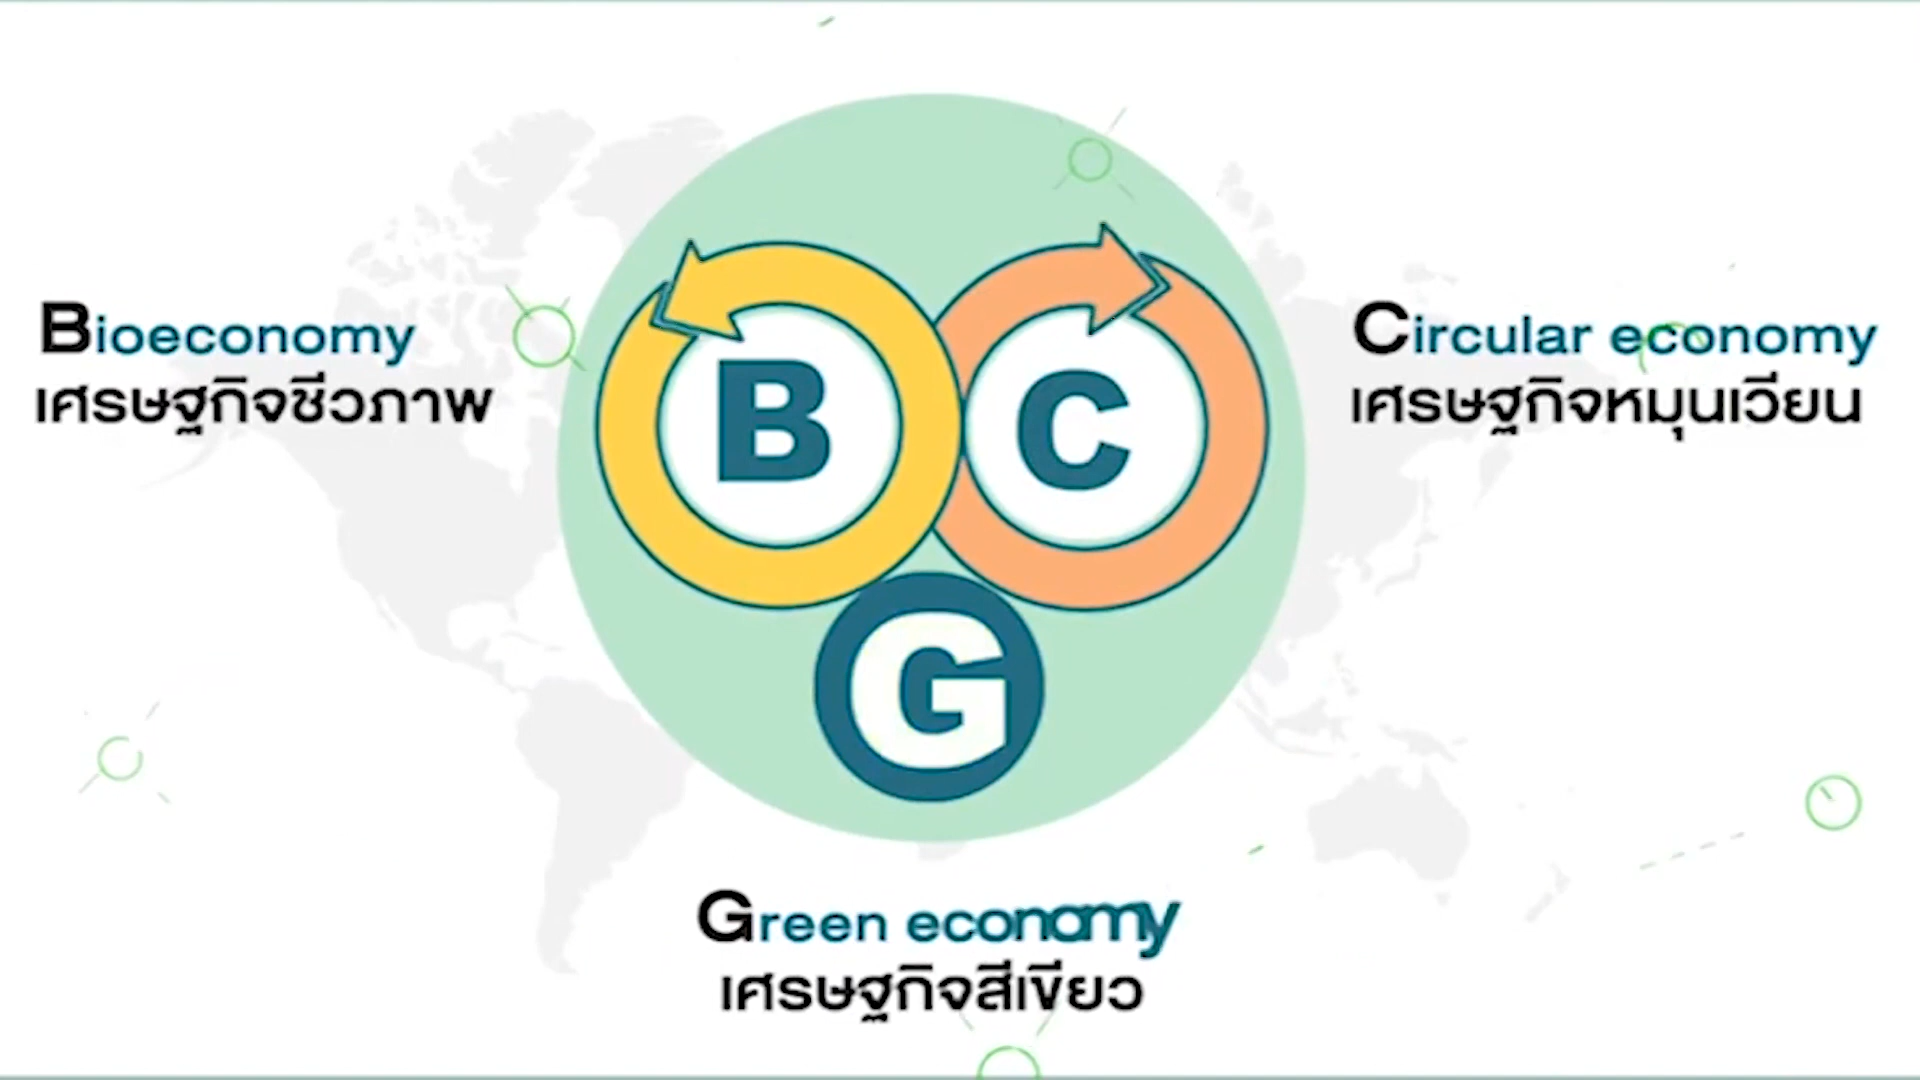 Bioeconomy
เศรษฐกิจชีวภาพ
B
C
G
Circular economy
เศรษฐกิจหมุนเวียน
Green economy
เศรษฐกิจสีเขียว